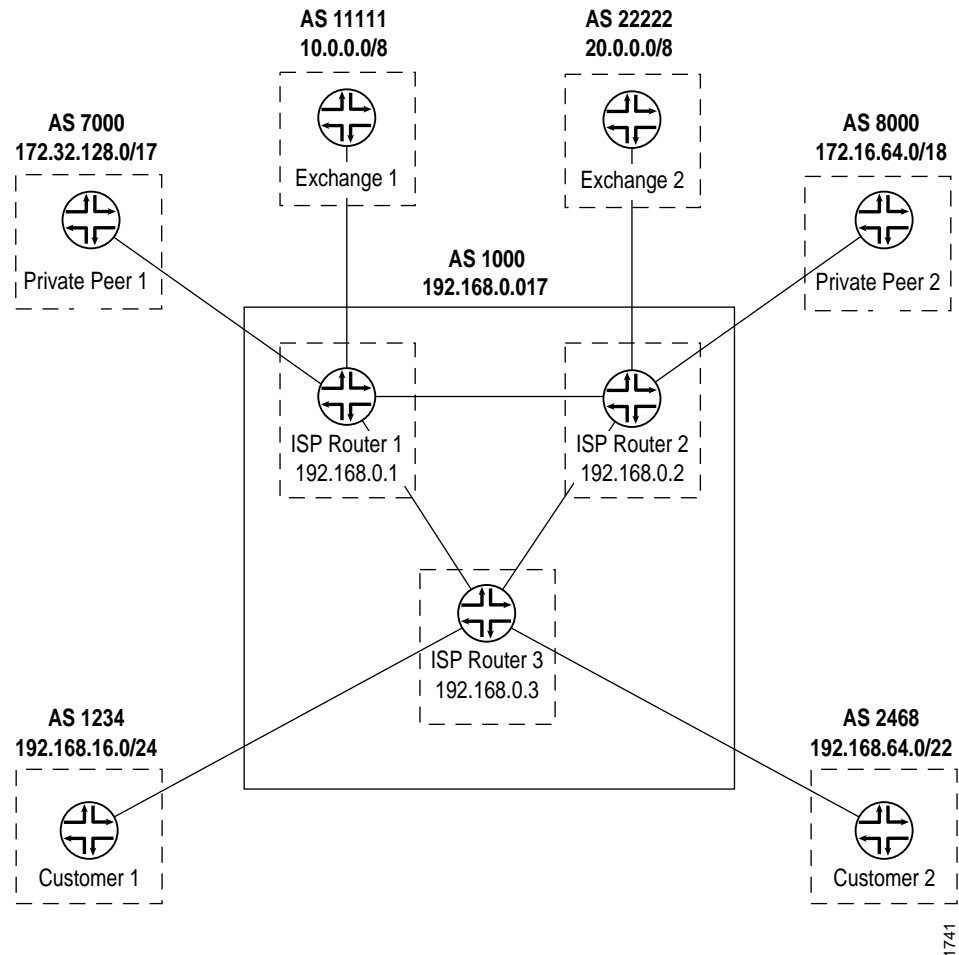 AS 11111
10.0.0.0/8
AS 22222
20.0.0.0/8
AS 7000
172.32.128.0/17
AS 8000
172.16.64.0/18
Exchange 1
Exchange 2
Private Peer 1
Private Peer 2
AS 1000
192.168.0.017
ISP Router 1
192.168.0.1
ISP Router 2
192.168.0.2
ISP Router 3
192.168.0.3
AS 1234
192.168.16.0/24
AS 2468
192.168.64.0/22
Customer 1
Customer 2
1741